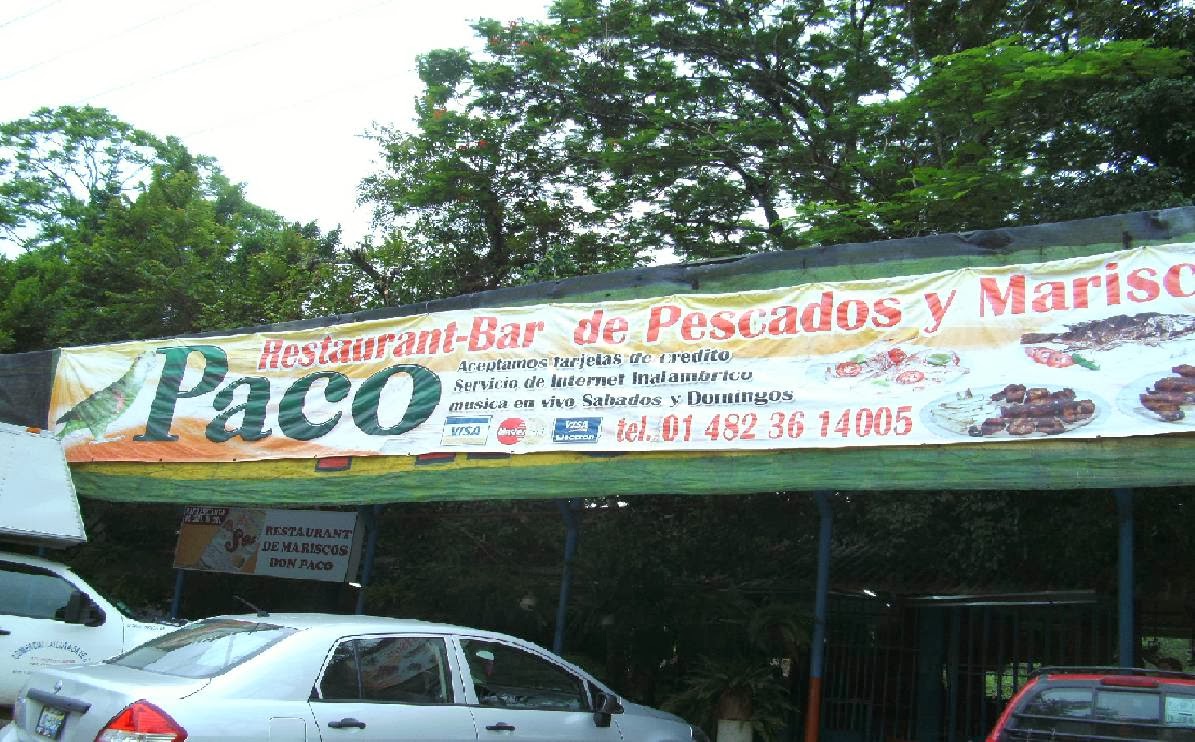 Restaurant-Bar de Pescados y Marisc
Paco
Aceptamos tarjetas de credito
Servicio de Internet Inalambrico
musica en vivo Sabados y Domingos
VISA
VISA
tel. 01 482 36 14005
RESTAURANT
DE MARISCOS
DON PACO